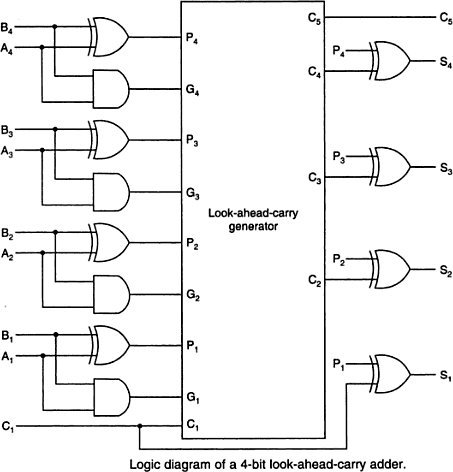 B4
A4
P4
G4
B3
A3
P3
G3
B2
A2
P2
G2
B1
A1
P1
G1
C1
C1
Look-ahead-carry
generator
C5
C5
C4
P4
S4
C3
P3
S3
C2
P2
S2
P1
S1
Logic diagram of a 4-bit look-ahead-carry adder.